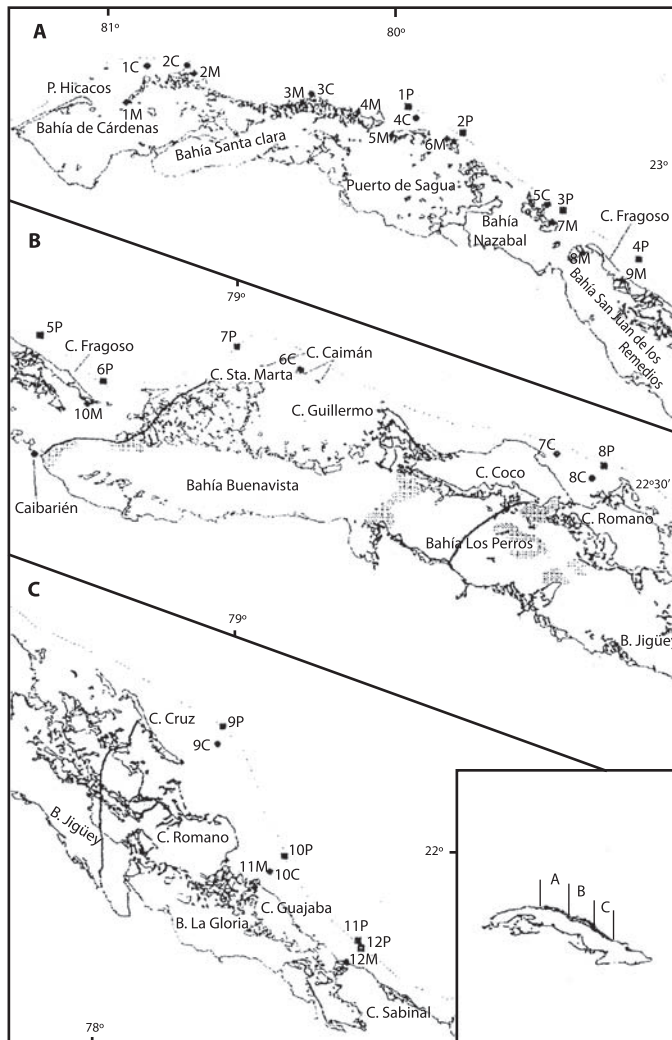 A
81º
80º
1C
2C
2M
P. Hicacos
1M
3M
3C
4M
1P
4C
Bahía de Cárdenas
Bahía Santa clara
5M
6M
2P
23º
Puerto de Sagua
5C
3P
C. Fragoso
Bahía
Nazabal
7M
4P
8M
9M
Bahía San Juan de los
Remedios
B
79º
5P
C. Fragoso
7P
6C
C. Caimán
6P
C. Sta. Marta
10M
C. Guillermo
7C
8P
Bahía Buenavista
C. Coco
8C
22º30'
Caibarién
C. Romano
Bahía Los Perros
B. Jigüey
C
79º
C. Cruz
9P
9C
B. Jigüey
C. Romano
10P
11M
10C
22º
C. Guajaba
B. La Gloria
11P
12P
12M
C. Sabinal
78º
A
B
C